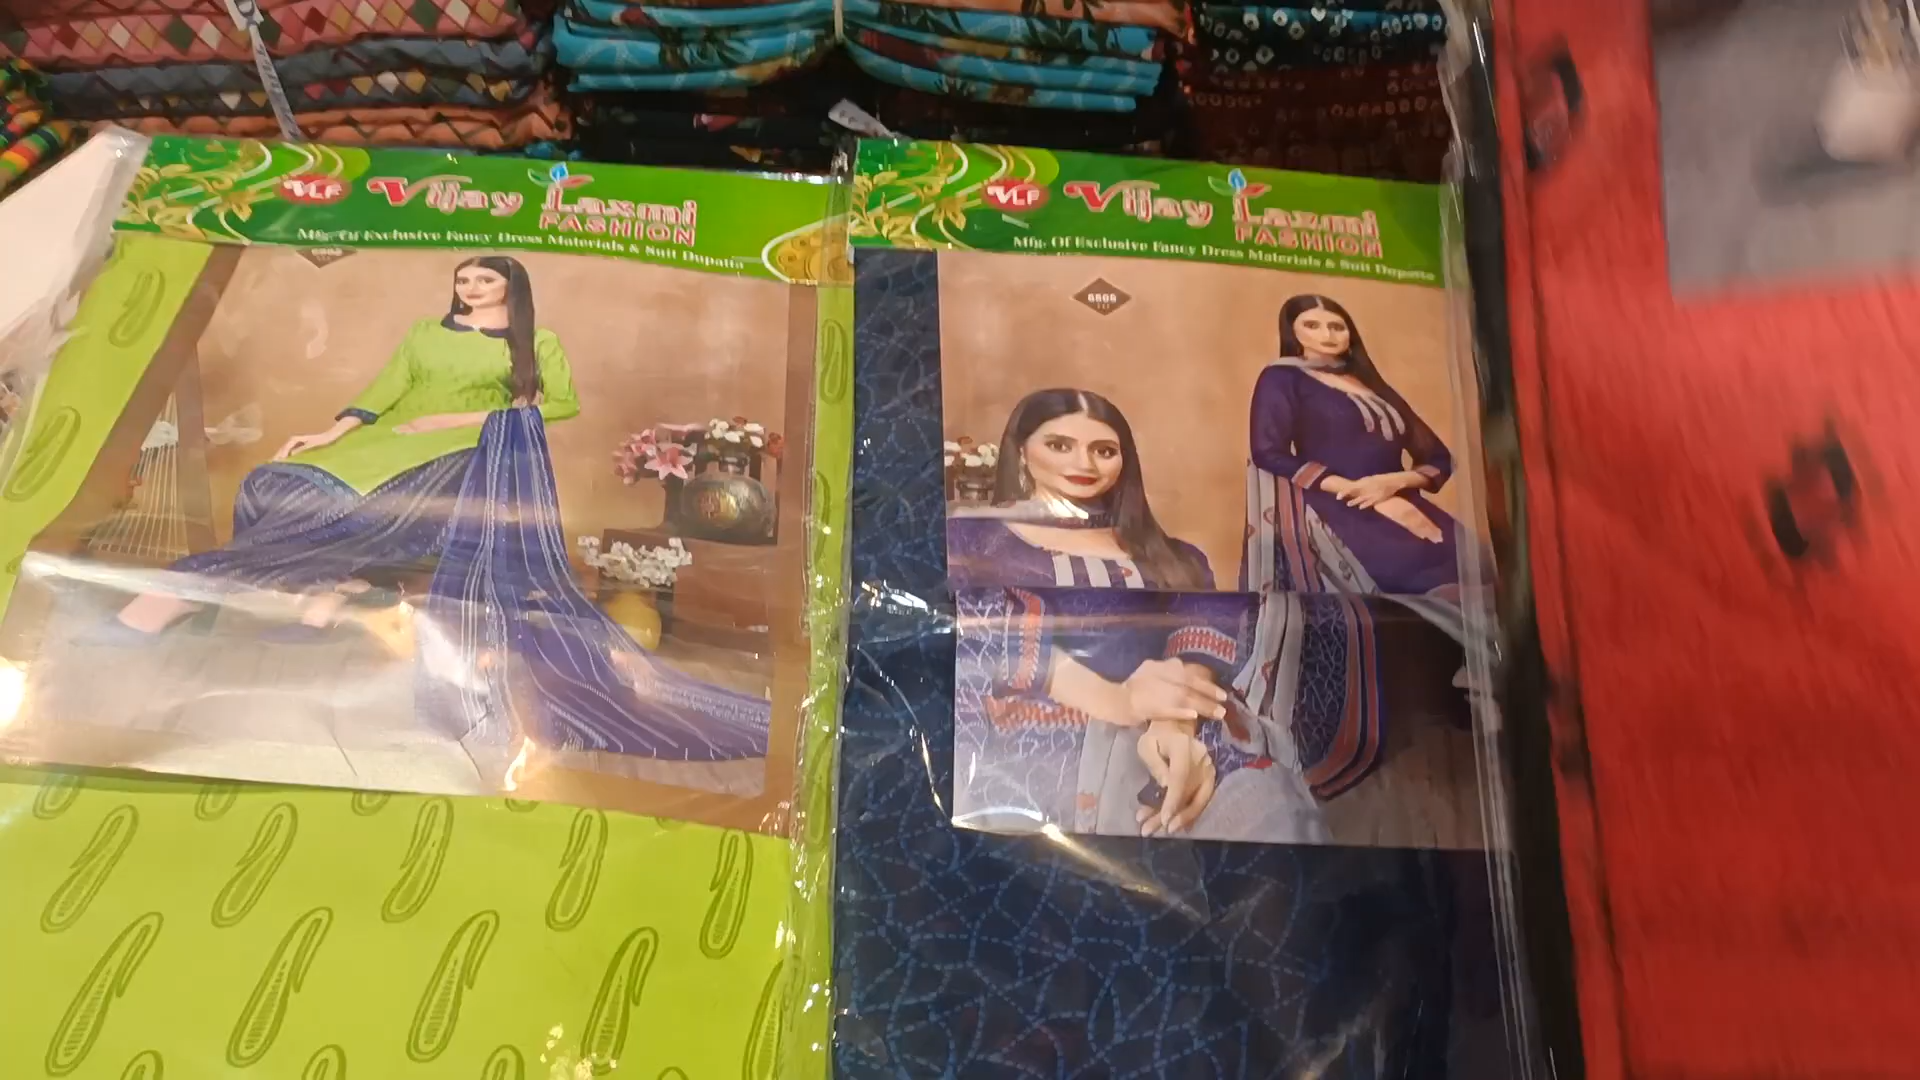 VLF Vijay Laxmi
FASHION
Mfg. Of Exclusive Fancy Dress Materials & Suit Dupatta
VLF Vijay Laxmi
FASHION
Mfg. Of Exclusive Fancy Dress Materials & Suit Dupatta